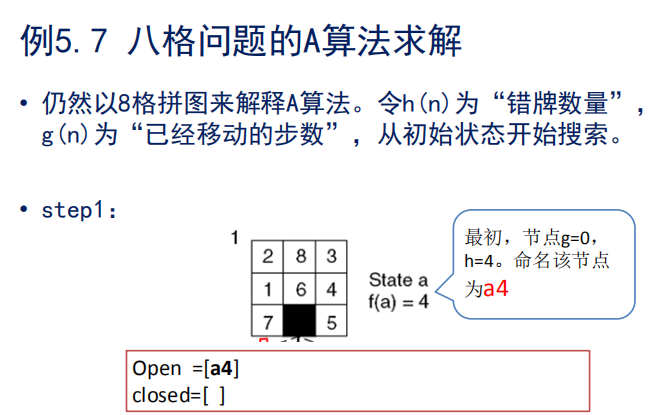 例5.7 八格问题的A算法求解
• 仍然以8格拼图来解释A算法。令h(n)为“错牌数量”，
g(n)为“已经移动的步数”，从初始状态开始搜索。
• step1：
1
2 8 3
1 6 4
7 5
State a
f(a) = 4
最初，节点g=0，
h=4。命名该节点
为a4
Open =[a4]
closed=[ ]